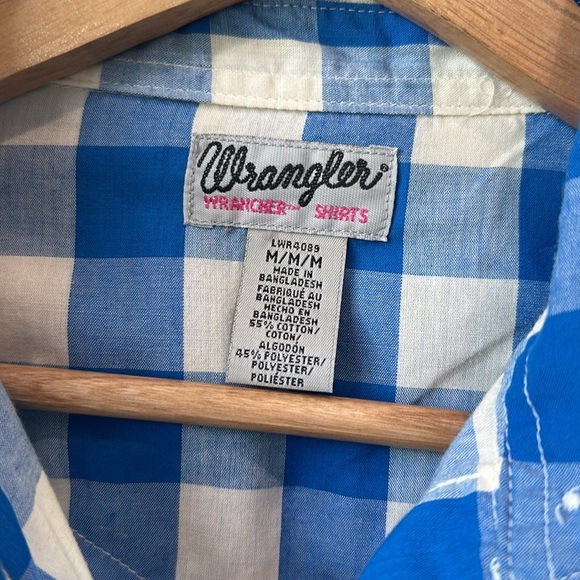 Wrangler®
WRANCHER™ SHIRTS
LWR4089
M/M/M
MADE IN
BANGLADESH
FABRIQUÉ AU
BANGLADESH
HECHO EN
BANGLADESH
55% COTTON/
COTON/
ALGODÓN
45% POLYESTER/
POLYESTER/
POLIÉSTER